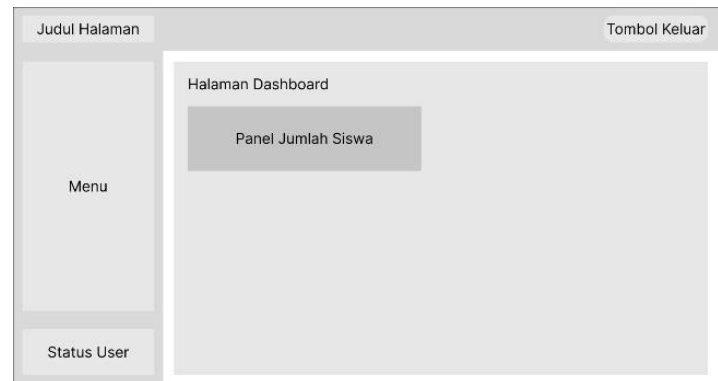 Judul Halaman
Tombol Keluar
Menu
Status User
Halaman Dashboard
Panel Jumlah Siswa